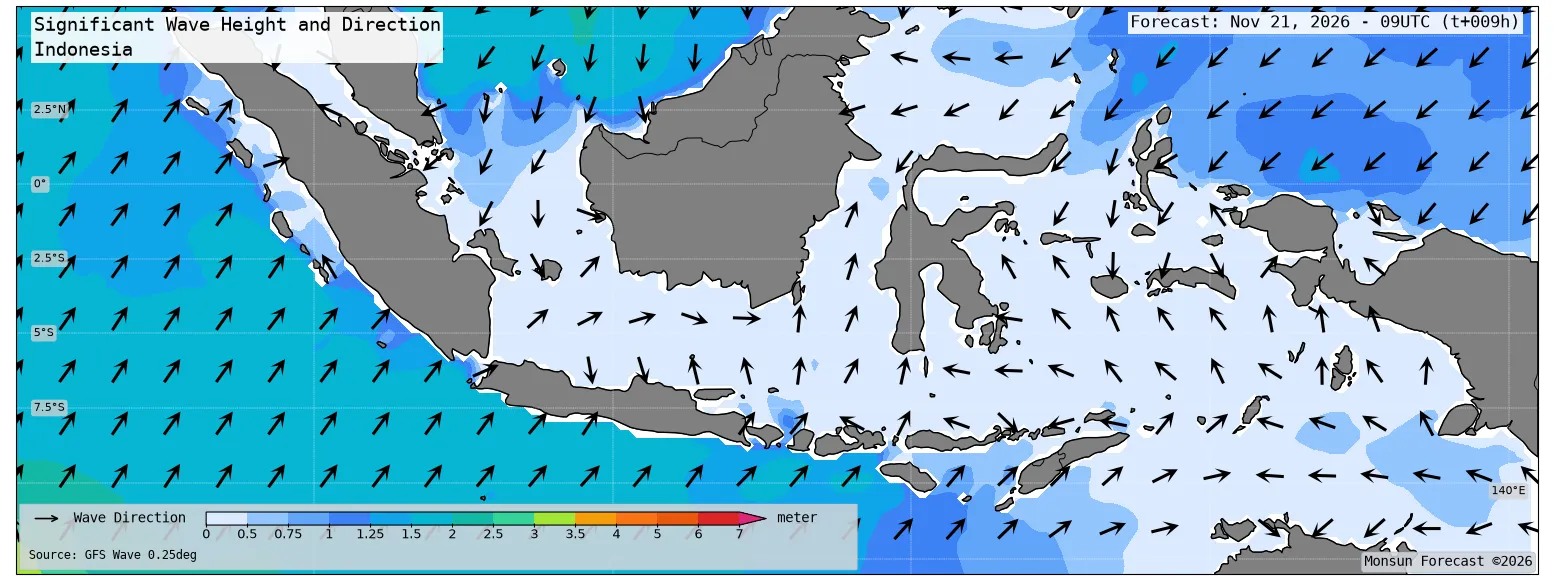 Significant Wave Height and Direction
Indonesia
Forecast: Nov 21, 2026 - 09UTC (t+009h)
2.5°N
0°
2.5°S
5°S
7.5°S
140°E
Wave Direction
0 0.5 0.75 1 1.25 1.5 2 2.5 3 3.5 4 5 6 7
meter
Source: GFS Wave 0.25deg
Monsun Forecast ©2026